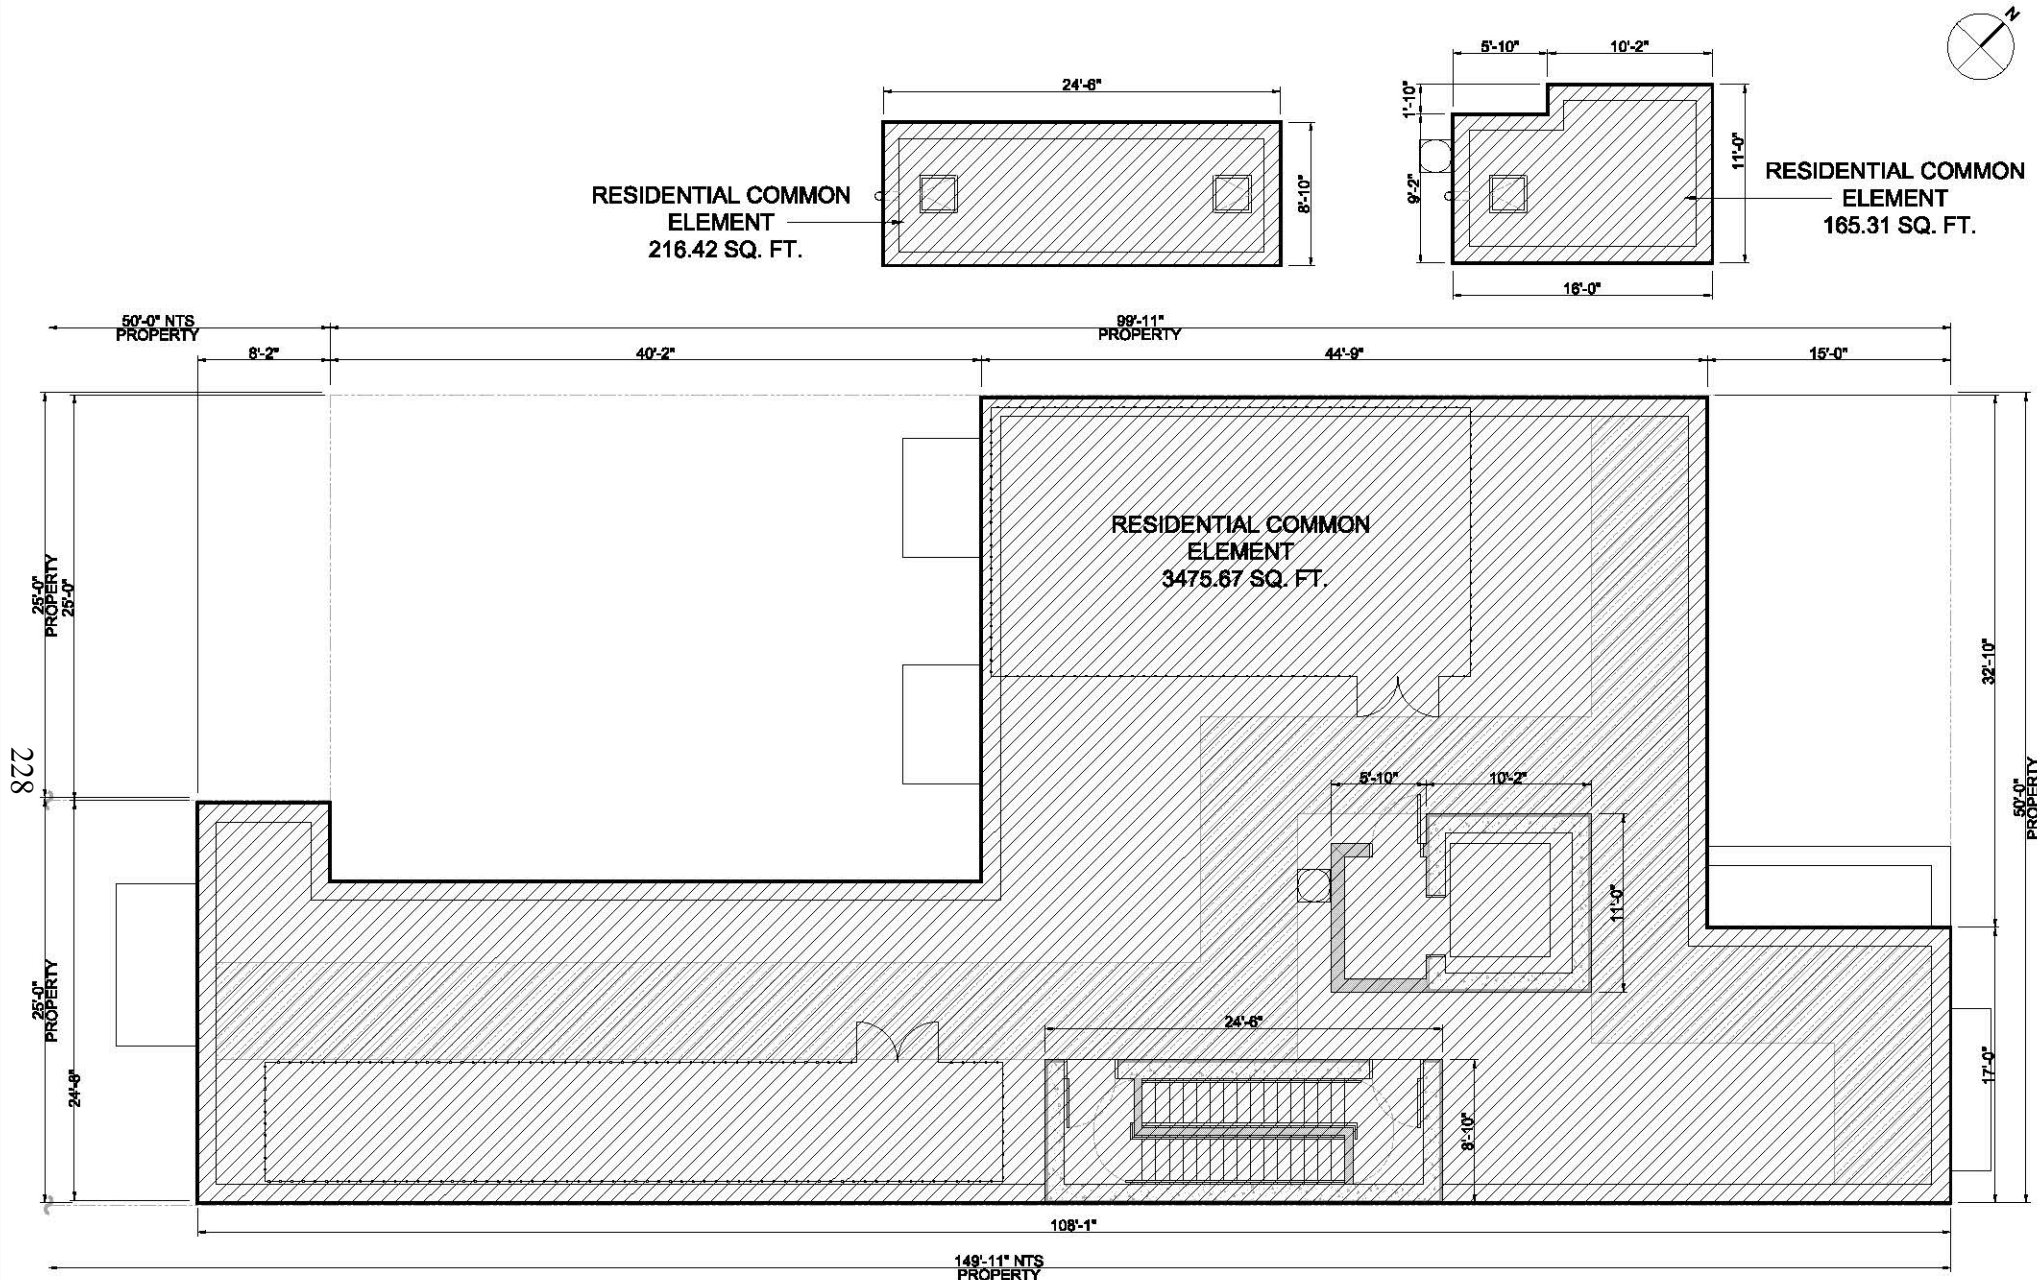 N
5'-10"
10'-2"
24'-6"
1'-10"
9'-2"
11'-0"
8'-10"
RESIDENTIAL COMMON
ELEMENT
216.42 SQ. FT.
RESIDENTIAL COMMON
ELEMENT
165.31 SQ. FT.
16'-0"
50'-0" NTS
PROPERTY
99'-11"
PROPERTY
8'-2"
40'-2"
44'-9"
15'-0"
RESIDENTIAL COMMON
ELEMENT
3475.67 SQ. FT.
25'-0"
PROPERTY
25'-0"
32'-10"
50'-0"
PROPERTY
228
5'-10"
10'-2"
11'-0"
25'-0"
PROPERTY
24'-8"
24'-6"
8'-10"
17'-0"
108'-1"
149'-11" NTS
PROPERTY